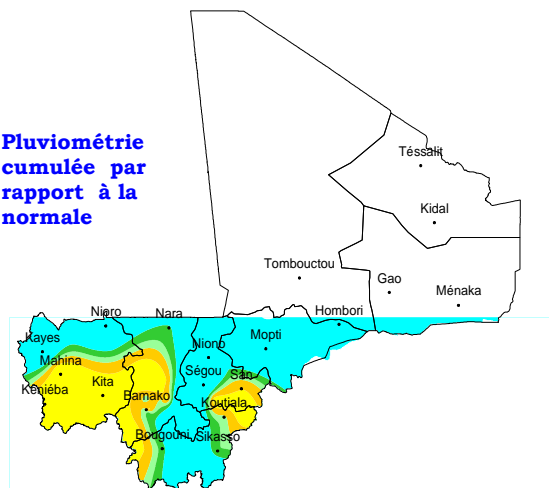 Pluviométrie
cumulée par
rapport à la
normale
Téssalit
Kidal
Tombouctou
Gao
Ménaka
Hombori
Nioro
Nara
Kayes
Niono
Mopti
Mahina
Ségou
San
Kéniéba
Kita
Bamako
Koutiala
Bougouni
Sikasso